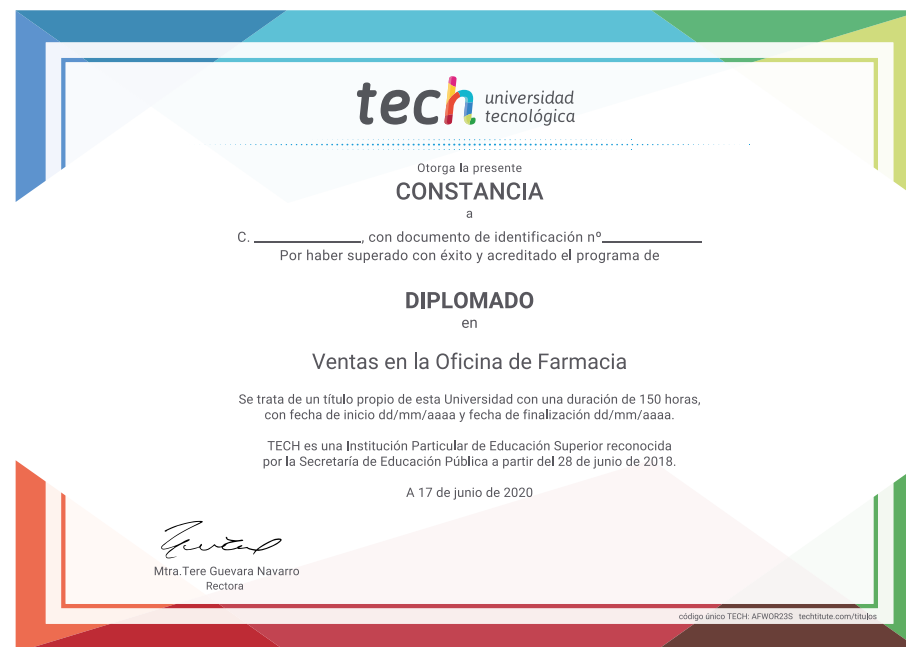 tech universidad
tecnológica
Otorga la presente
CONSTANCIA
a
C. ____________, con documento de identificación nº____________
Por haber superado con éxito y acreditado el programa de
DIPLOMADO
en
Ventas en la Oficina de Farmacia
Se trata de un título propio de esta Universidad con una duración de 150 horas,
con fecha de inicio dd/mm/aaaa y fecha de finalización dd/mm/aaaa.
TECH es una Institución Particular de Educación Superior reconocida
por la Secretaría de Educación Pública a partir del 28 de junio de 2018.
A 17 de junio de 2020
Mtra.Tere Guevara Navarro
Rectora
código único TECH: AFWOR23S techtitute.com/titulos